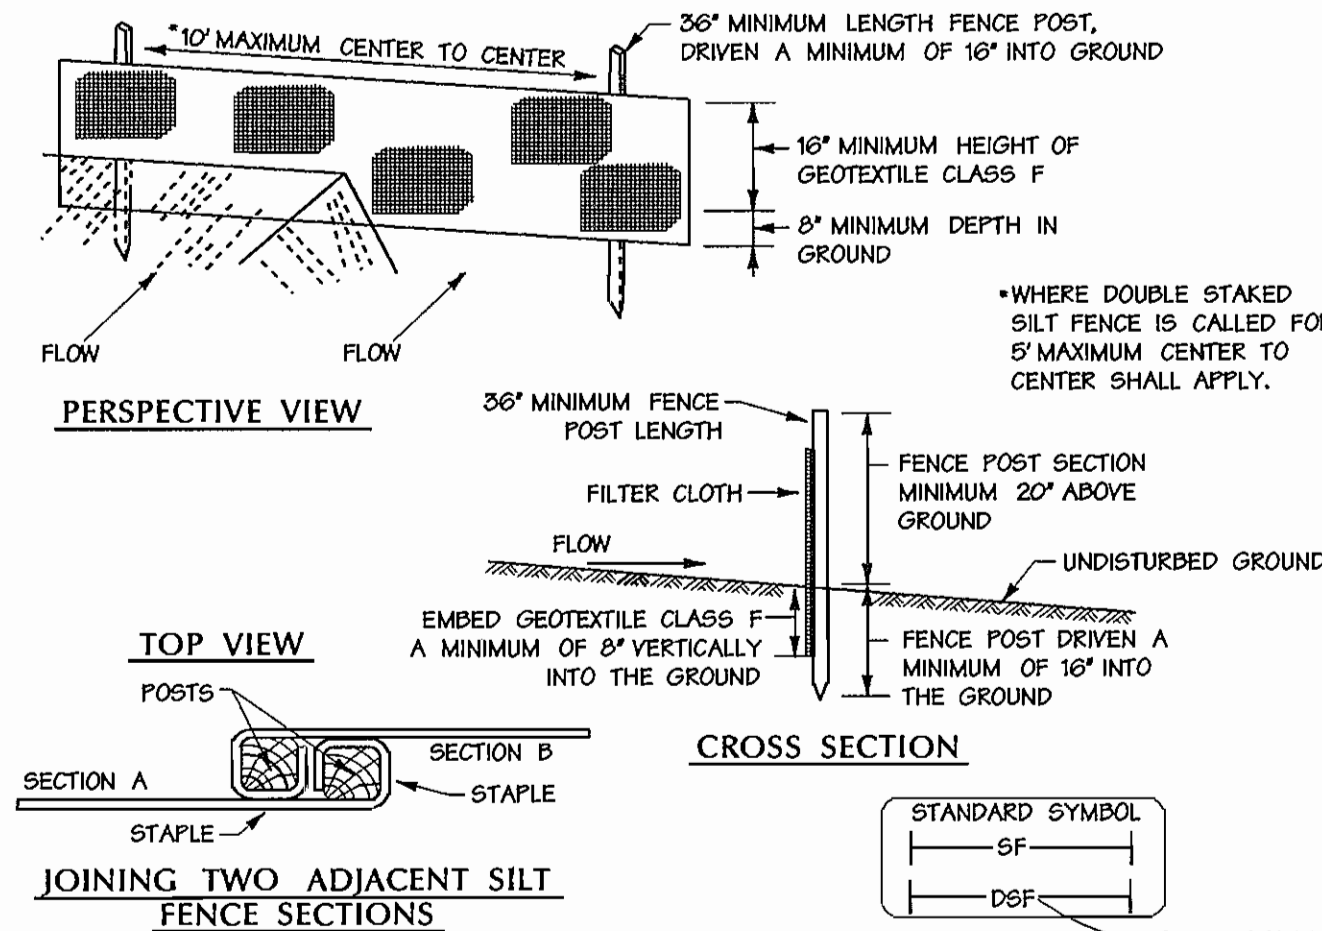 *10' MAXIMUM CENTER TO CENTER
36" MINIMUM LENGTH FENCE POST,
DRIVEN A MINIMUM OF 16" INTO GROUND
16" MINIMUM HEIGHT OF
GEOTEXTILE CLASS F
8" MINIMUM DEPTH IN
GROUND
FLOW
FLOW
PERSPECTIVE VIEW
*WHERE DOUBLE STAKED
SILT FENCE IS CALLED FO
5' MAXIMUM CENTER TO
CENTER SHALL APPLY.
36" MINIMUM FENCE
POST LENGTH
FILTER CLOTH
FLOW
FENCE POST SECTION
MINIMUM 20" ABOVE
GROUND
UNDISTURBED GROUND
EMBED GEOTEXTILE CLASS F
A MINIMUM OF 8" VERTICALLY
INTO THE GROUND
FENCE POST DRIVEN A
MINIMUM OF 16" INTO
THE GROUND
CROSS SECTION
TOP VIEW
POSTS
SECTION B
SECTION A
STAPLE
STAPLE
JOINING TWO ADJACENT SILT
FENCE SECTIONS
STANDARD SYMBOL
SF
DSF